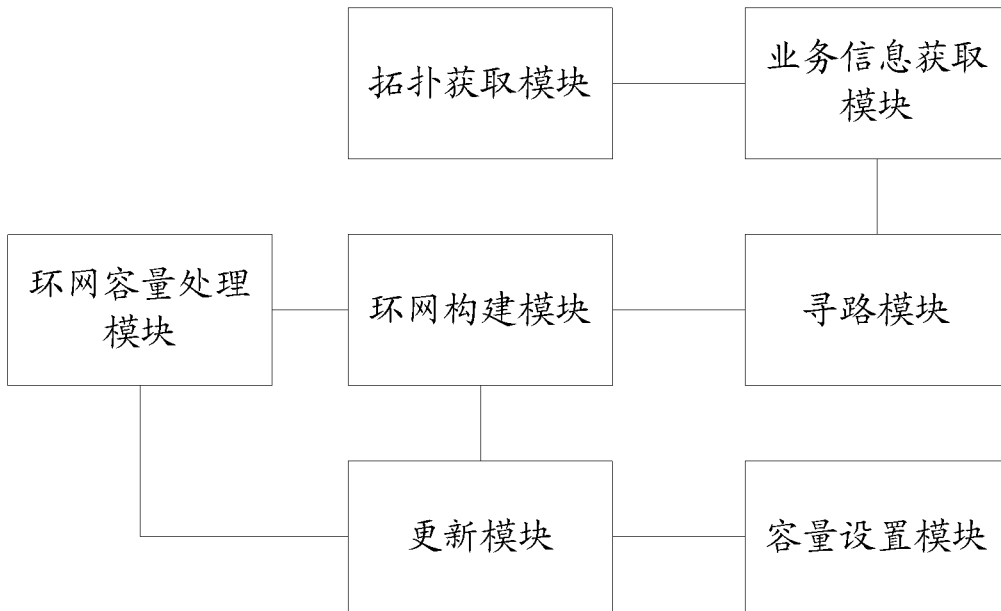 拓扑获取模块
业务信息获取
模块
环网容量处理
模块
环网构建模块
寻路模块
更新模块
容量设置模块